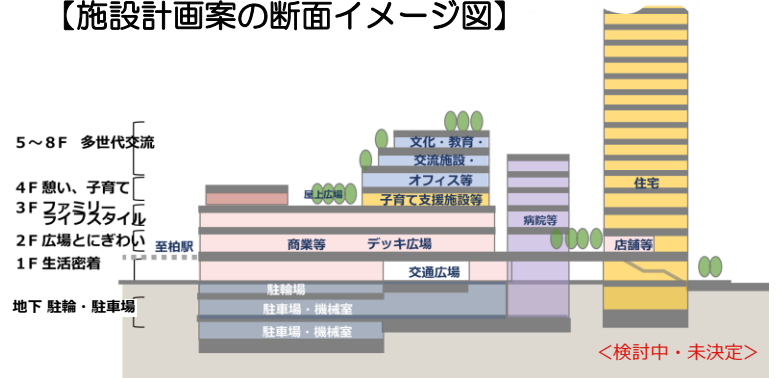 【施設計画案の断面イメージ図】
5～8F 多世代交流
4F 憩い、子育て
3F ファミリー
ライフスタイル
2F 広場とにぎわい
1F 生活密着
地下 駐輪・駐車場
至柏駅
文化・教育・
交流施設・
オフィス等
屋上広場
子育て支援施設等
商業等
デッキ広場
交通広場
駐輪場
駐車場・機械室
駐車場・機械室
病院等
住宅
店舗等
＜検討中・未決定＞